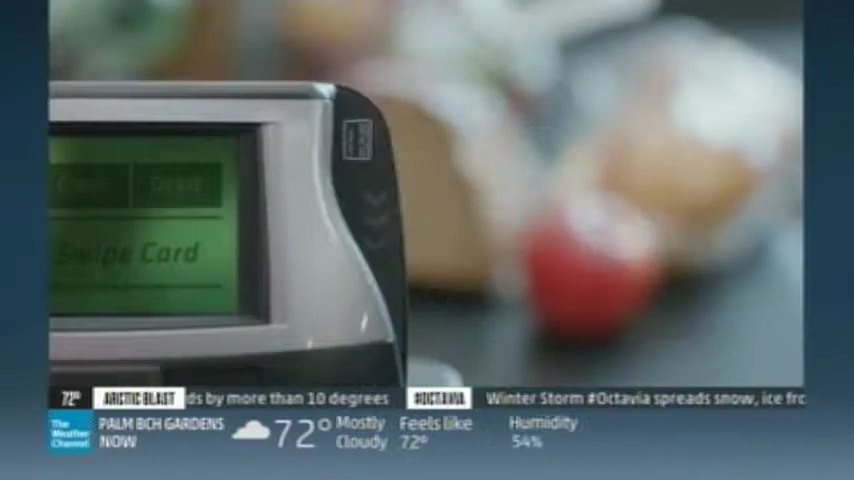 Credit Debit
Swipe Card
72° ARCTIC BLAST ds by more than 10 degrees #OCTAVIA Winter Storm #Octavia spreads snow, ice fro
The Weather Channel
PALM BCH GARDENS
NOW
72°
Mostly
Cloudy
Feels like
72°
Humidity
54%